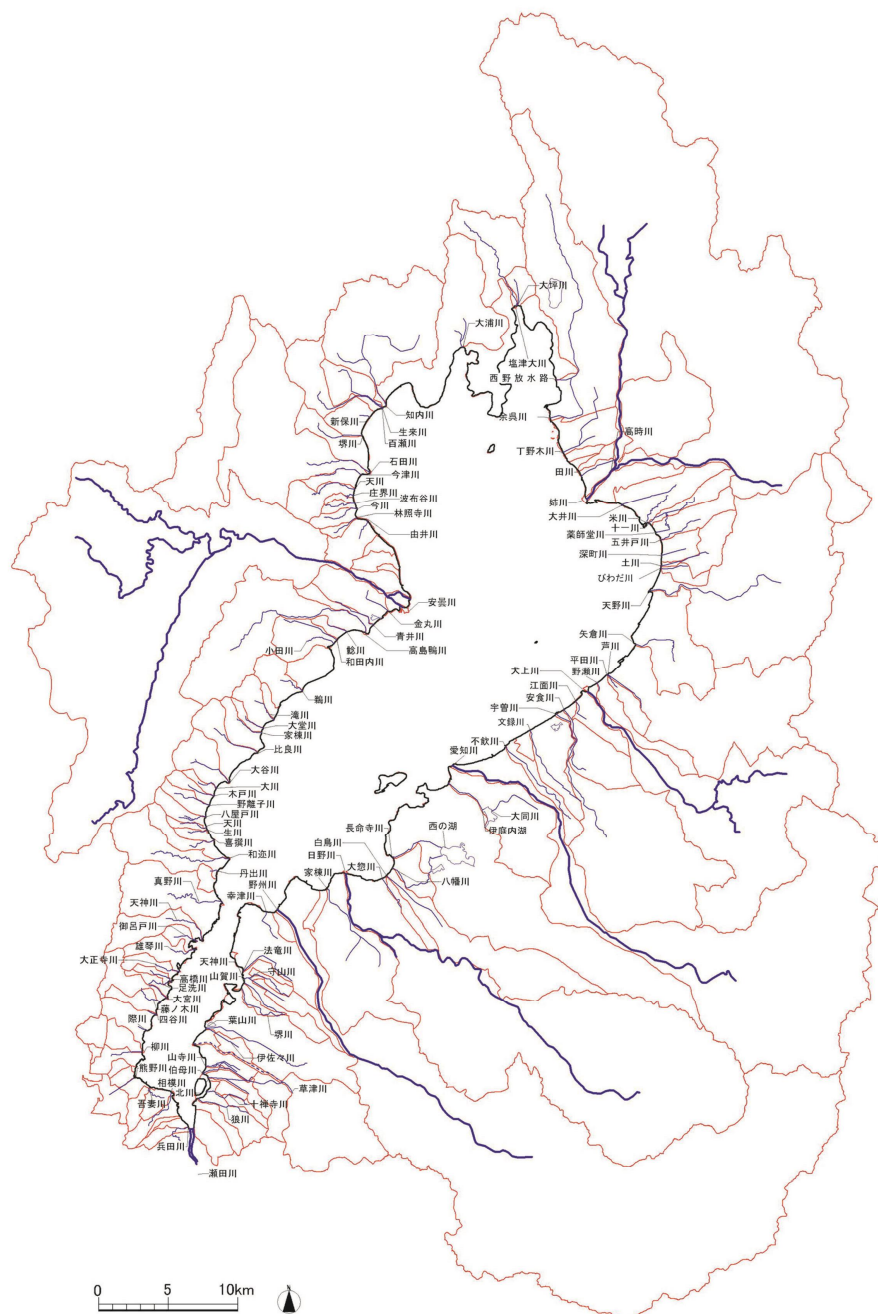 大坪川
大浦川
塩津大川
西野放水路
余呉川
知内川
新保川
生来川
百瀬川
堺川
高時川
丁野木川
田川
石田川
今津川
天川
庄界川
波布谷川
今川
林照寺川
由井川
姉川
大井川
米川
十一川
薬師堂川
五井戸川
深町川
土川
びわだ川
天野川
安曇川
金丸川
青井川
高島鴨川
鯰川
和田内川
小田川
矢倉川
芹川
平田川
野瀬川
犬上川
江面川
安食川
宇曽川
文録川
不飲川
愛知川
鵜川
滝川
大堂川
家棟川
比良川
大谷川
大川
木戸川
野離子川
八屋戸川
天川
生川
喜撰川
和迩川
丹出川
真野川
天神川
御呂戸川
雄琴川
大正寺川
高橋川
足洗川
大宮川
藤ノ木川
際川
四谷川
柳川
熊野川
相模川
吾妻川
兵田川
瀬田川
大同川
伊庭内湖
長命寺川
西の湖
白鳥川
日野川
大惣川
八幡川
家棟川
野州川
幸津川
法竜川
天神川
山賀川
守山川
堺川
葉山川
伊佐々川
山寺川
伯母川
草津川
北川
十禅寺川
狼川
0 5 10km
N